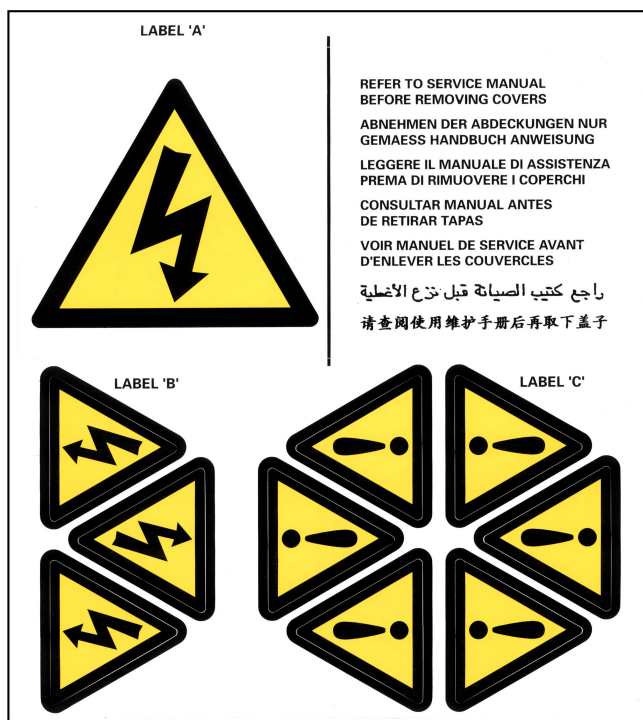 LABEL 'A'
REFER TO SERVICE MANUAL
BEFORE REMOVING COVERS
ABNEHMEN DER ABDECKUNGEN NUR
GEMAESS HANDBUCH ANWEISUNG
LEGGERE IL MANUALE DI ASSISTENZA
PREMA DI RIMUOVERE I COPERCHI
CONSULTAR MANUAL ANTES
DE RETIRAR TAPAS
VOIR MANUEL DE SERVICE AVANT
D'ENLEVER LES COUVERCLES
راجع كتيب الصيانة قبل نزع الأغطية
请查阅使用维护手册后再取下盖子
LABEL 'B'
LABEL 'C'